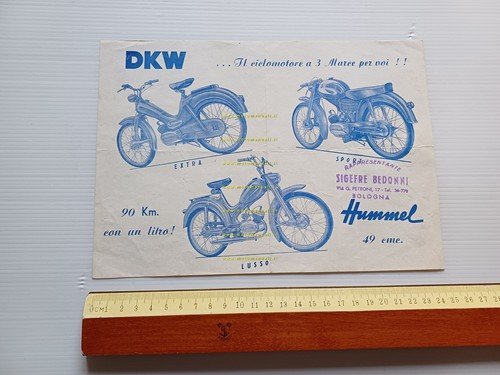 DKW
...Il ciclomotore a 3 Marce per voi !!
EXTRA
SPORT
RAPPRESENTANTE
SIGEFRE BEDONNI
VIA G. PETRONI, 17 - Tel. 36-779
BOLOGNA
90 Km.
con un litro!
Hummel
49 cmc.
LUSSO
0 CM 1 2 3 4 5 6 7 8 9 10 11 12 13 14 15 16 17 18 19 20 21 22 23 24 25 26 27 28